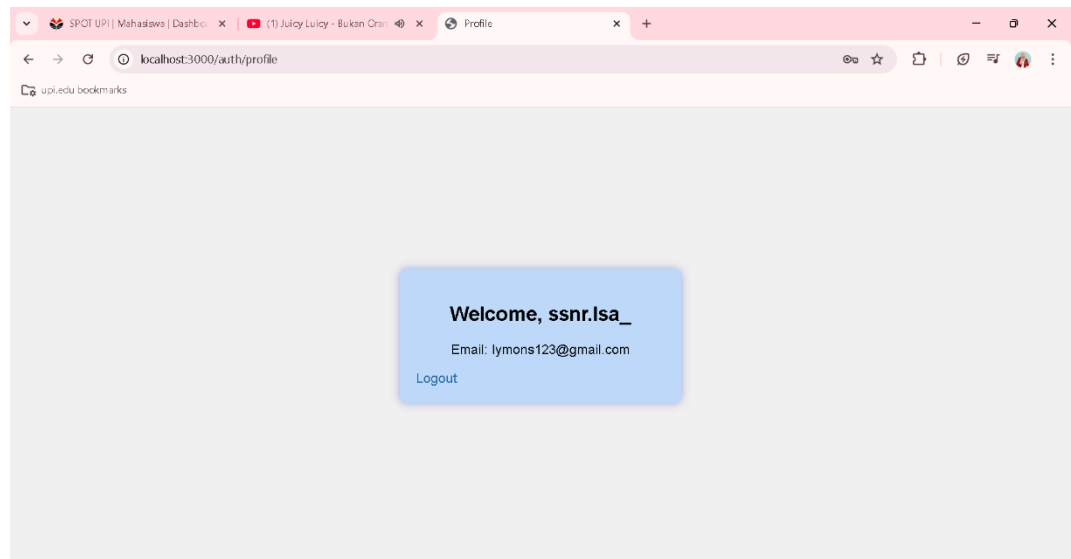 SPOT UPI | Mahasiswa | Dashbo
(1) Juicy Luicy - Bukan Oran
Profile
localhost:3000/auth/profile
upi.edu bookmarks
Welcome, ssnr.lsa_
Email: lymons123@gmail.com
Logout